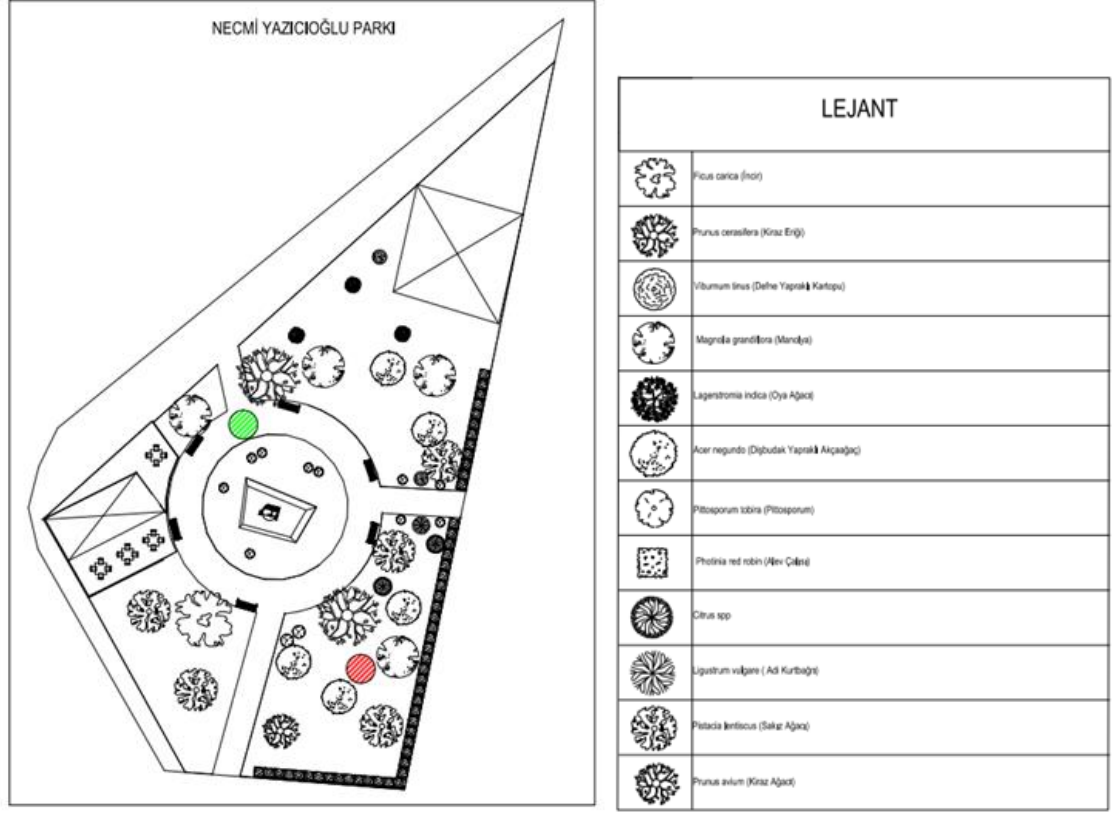 NECMİ YAZICIOĞLU PARKI
LEJANT
Ficus carica (İncir)
Prunus cerasifera (Kiraz Eriği)
Viburnum tinus (Defne Yapraklı Kartopu)
Magnolia grandiflora (Manolya)
Lagerstromia indica (Oya Ağacı)
Acer negundo (Dişbudak Yapraklı Akçaağaç)
Pittosporum tobira (Pittosporum)
Photinia red robin (Alev Çalısı)
Citrus spp
Ligustrum vulgare ( Adi Kurtbağrı)
Pistacia lentiscus (Sakız Ağacı)
Prunus avium (Kiraz Ağacı)